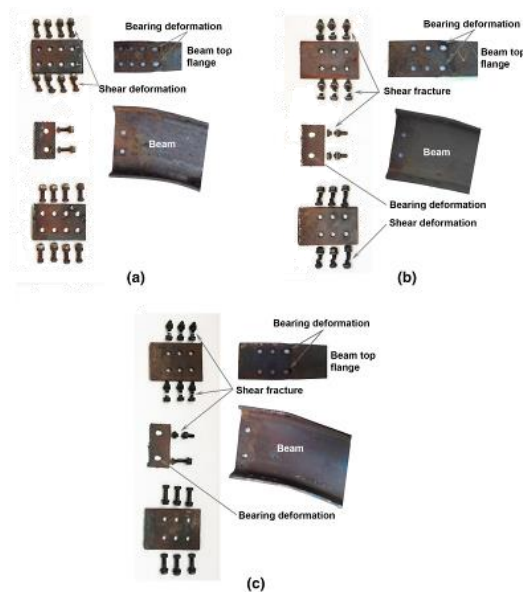 Bearing deformation
Beam top
flange
Shear deformation
Beam
(a)
Bearing deformation
Beam top
flange
Shear fracture
Beam
Bearing deformation
Shear deformation
(b)
Bearing deformation
Beam top
flange
Shear fracture
Beam
Bearing deformation
(c)